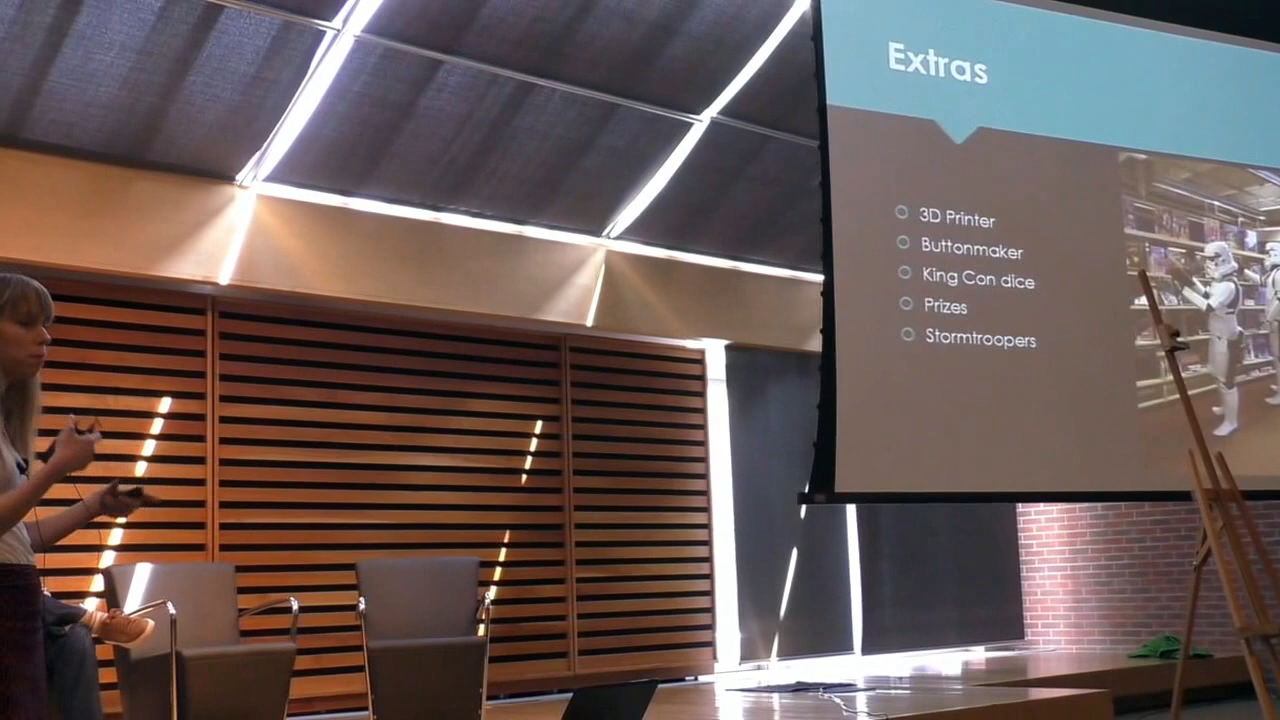 Extras
3D Printer
Buttonmaker
King Con dice
Prizes
Stormtroopers